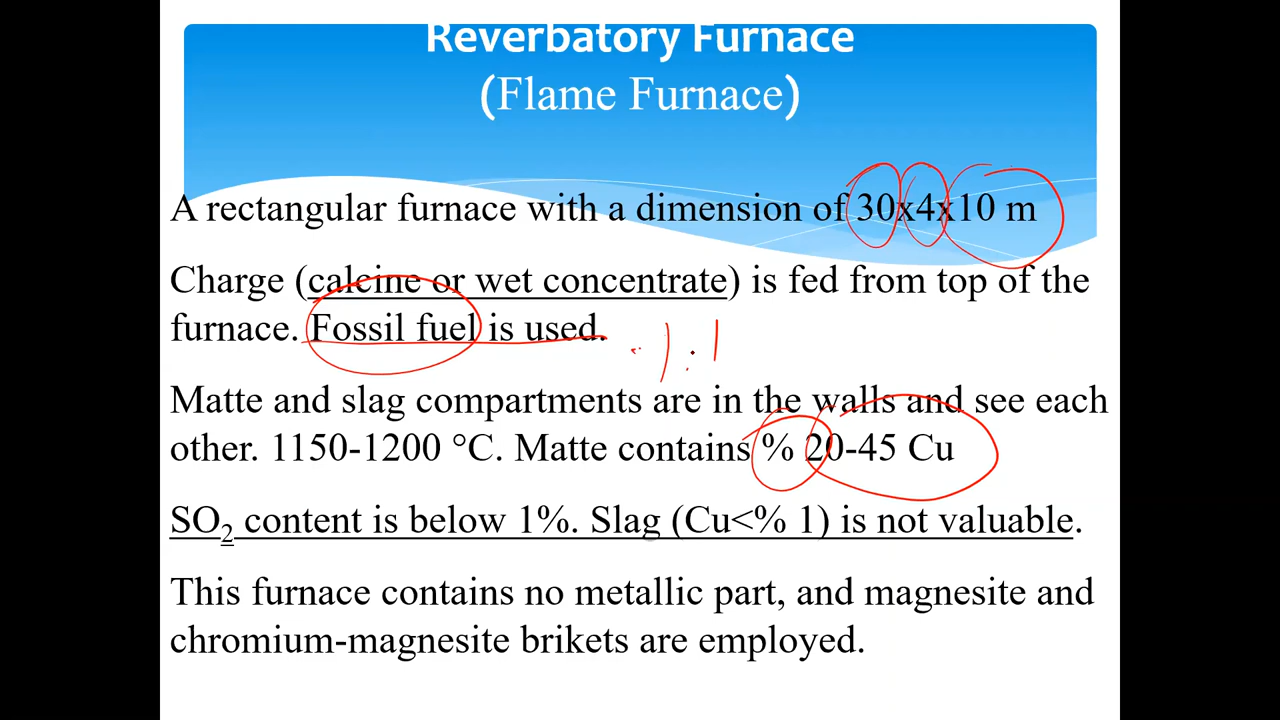 Reverbatory Furnace
(Flame Furnace)
A rectangular furnace with a dimension of 30x4x10 m
Charge (calcine or wet concentrate) is fed from top of the
furnace. Fossil fuel is used.
Matte and slag compartments are in the walls and see each
other. 1150-1200 °C. Matte contains % 20-45 Cu
SO₂ content is below 1%. Slag (Cu<% 1) is not valuable.
This furnace contains no metallic part, and magnesite and
chromium-magnesite brikets are employed.